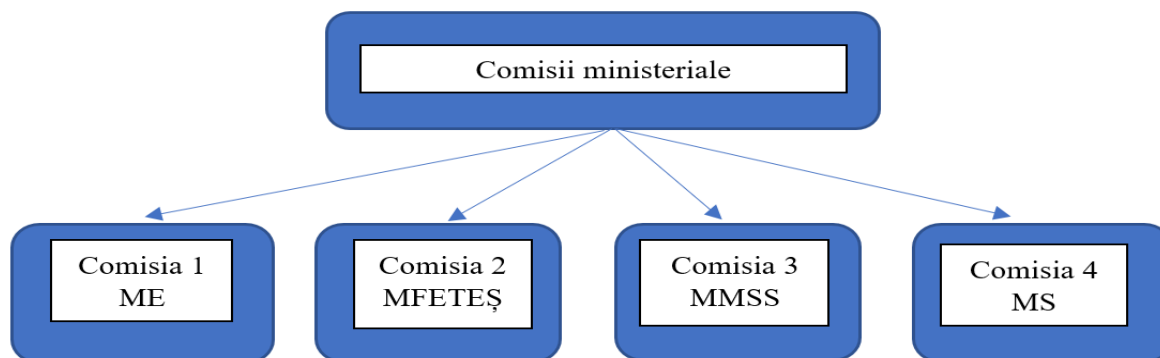 Comisii ministeriale
Comisia 1
ME
Comisia 2
MFETEȘ
Comisia 3
MMSS
Comisia 4
MS